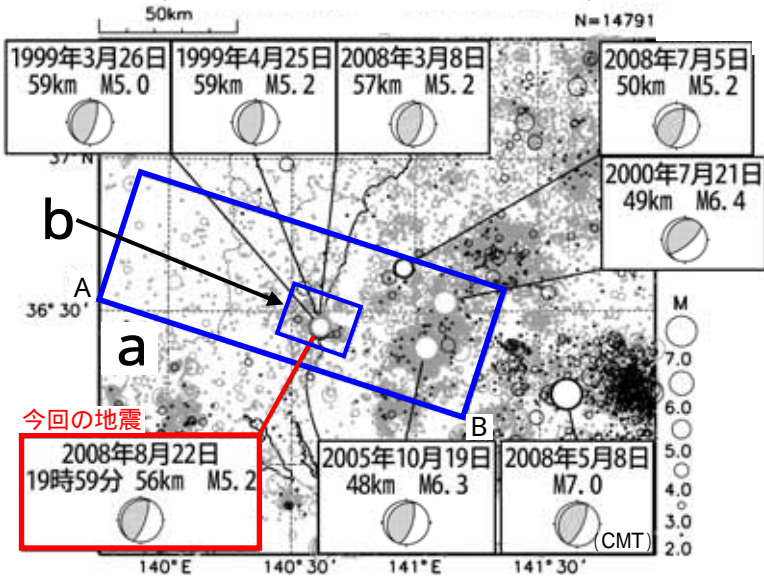 50km
N=14791
1999年3月26日
59km M5.0
1999年4月25日
59km M5.2
2008年3月8日
57km M5.2
2008年7月5日
50km M5.2
37°N
2000年7月21日
49km M6.4
b
A
36°30'
a
M
7.0
6.0
5.0
4.0
3.0
2.0
今回の地震
B
2008年8月22日
19時59分 56km M5.2
2005年10月19日
48km M6.3
2008年5月8日
M7.0
(CMT)
140°E
140°30'
141°E
141°30'